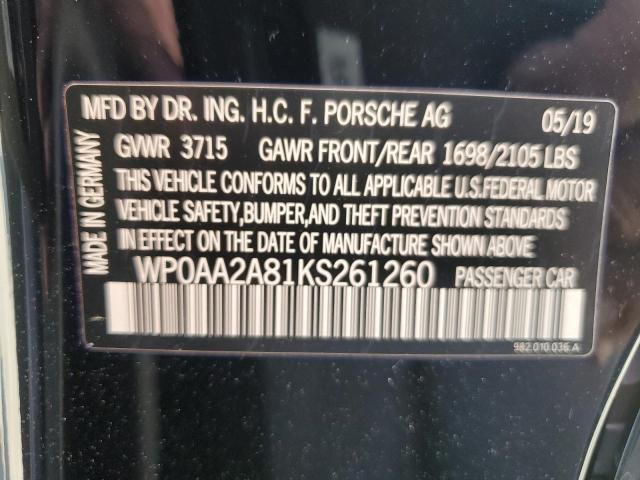 MFD BY DR. ING. H.C. F. PORSCHE AG 05/19
GVWR 3715 GAWR FRONT/REAR 1698/2105 LBS
THIS VEHICLE CONFORMS TO ALL APPLICABLE U.S.FEDERAL MOTOR
VEHICLE SAFETY,BUMPER,AND THEFT PREVENTION STANDARDS
IN EFFECT ON THE DATE OF MANUFACTURE SHOWN ABOVE
WP0AA2A81KS261260 PASSENGER CAR
982.010.036.A
MADE IN GERMANY